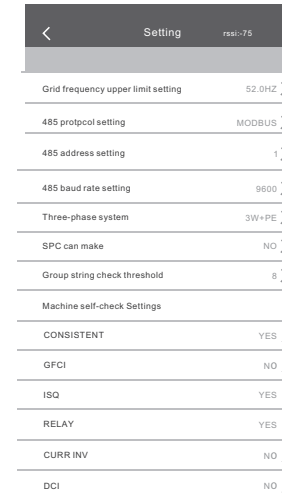 Setting rssi:-75
Grid frequency upper limit setting 52.0HZ
485 protpcol setting MODBUS
485 address setting 1
485 baud rate setting 9600
Three-phase system 3W+PE
SPC can make NO
Group string check threshold 8
Machine self-check Settings
CONSISTENT YES
GFCI NO
ISQ YES
RELAY YES
CURR INV NO
DCI NO